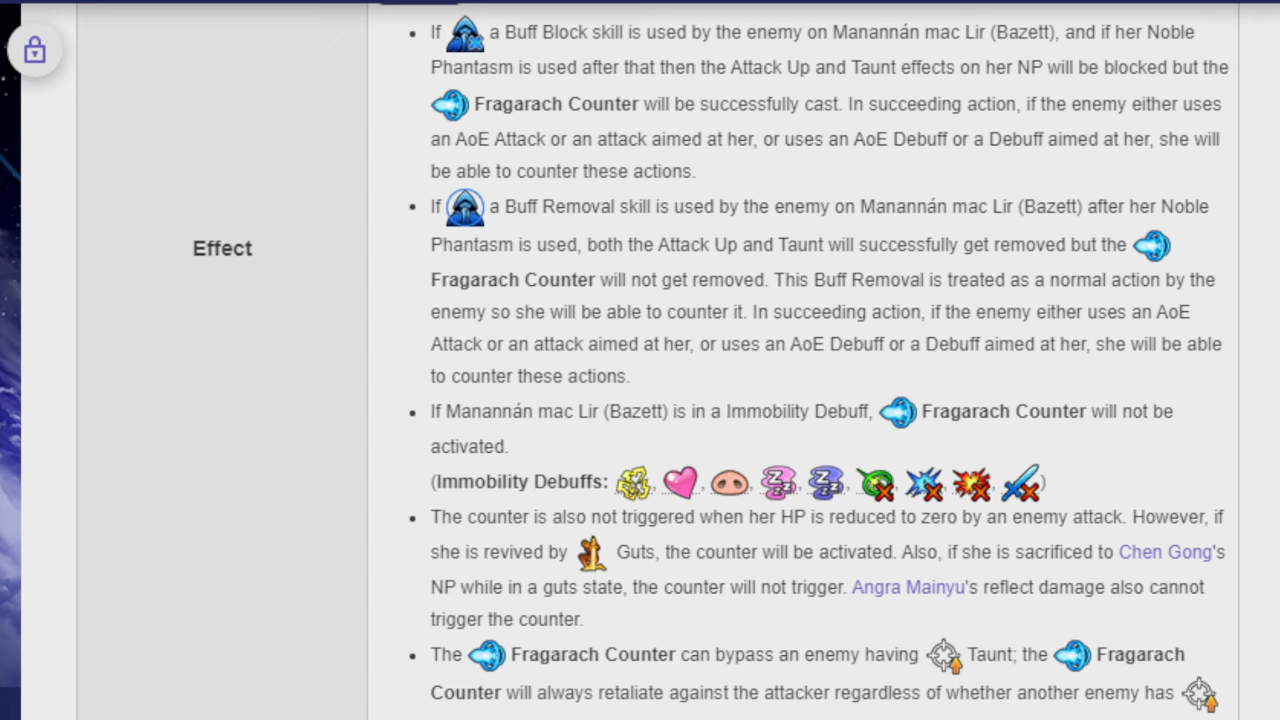 If a Buff Block skill is used by the enemy on Manannán mac Lir (Bazett), and if her Noble
Phantasm is used after that then the Attack Up and Taunt effects on her NP will be blocked but the
Fragarach Counter will be successfully cast. In succeeding action, if the enemy either uses
an AoE Attack or an attack aimed at her, or uses an AoE Debuff or a Debuff aimed at her, she will
be able to counter these actions.
If a Buff Removal skill is used by the enemy on Manannán mac Lir (Bazett) after her Noble
Effect
Phantasm is used, both the Attack Up and Taunt will successfully get removed but the
Fragarach Counter will not get removed. This Buff Removal is treated as a normal action by the
enemy so she will be able to counter it. In succeeding action, if the enemy either uses an AoE
Attack or an attack aimed at her, or uses an AoE Debuff or a Debuff aimed at her, she will be able
to counter these actions.
If Manannán mac Lir (Bazett) is in a Immobility Debuff, Fragarach Counter will not be
activated.
(Immobility Debuffs: , , , , , , , , )
The counter is also not triggered when her HP is reduced to zero by an enemy attack. However, if
she is revived by Guts, the counter will be activated. Also, if she is sacrificed to Chen Gong's
NP while in a guts state, the counter will not trigger. Angra Mainyu's reflect damage also cannot
trigger the counter.
The Fragarach Counter can bypass an enemy having Taunt; the Fragarach
Counter will always retaliate against the attacker regardless of whether another enemy has